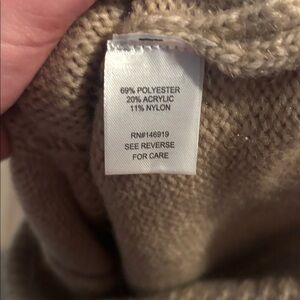 69% POLYESTER
20% ACRYLIC
11% NYLON
RN#146919
SEE REVERSE
FOR CARE